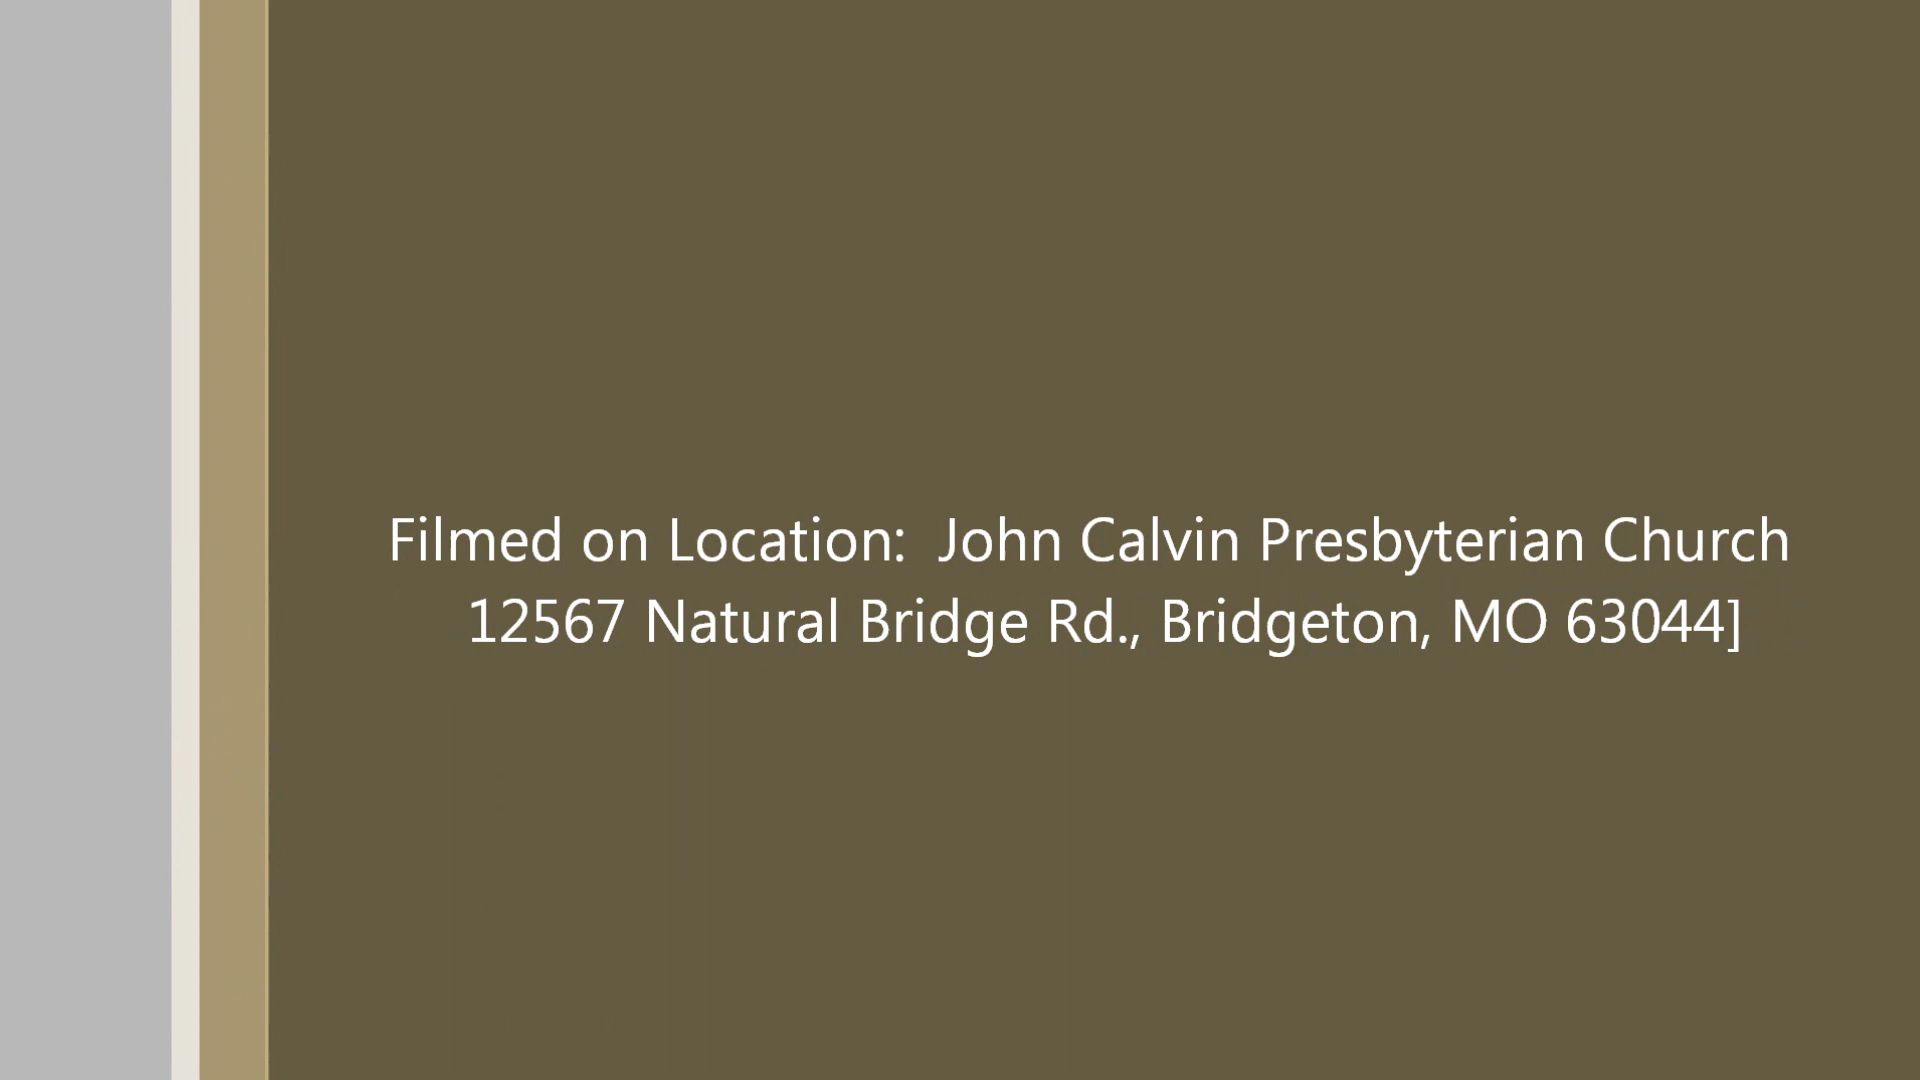 Filmed on Location:  John Calvin Presbyterian Church
12567 Natural Bridge Rd., Bridgeton, MO 63044]